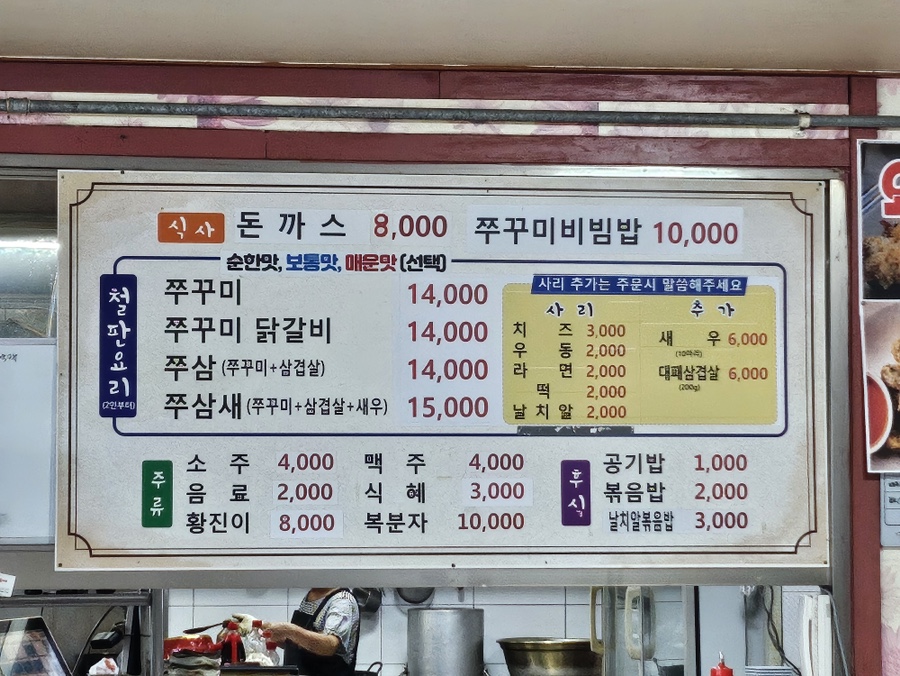 식사 돈까스 8,000 쭈꾸미비빔밥 10,000
순한맛, 보통맛, 매운맛 (선택)
철판요리 (2인부터)
쭈꾸미 14,000
쭈꾸미 닭갈비 14,000
쭈삼 (쭈꾸미+삼겹살) 14,000
쭈삼새 (쭈꾸미+삼겹살+새우) 15,000
사리 추가는 주문시 말씀해주세요
사리
치즈 3,000
우동 2,000
라면 2,000
떡 2,000
날치알 2,000
추가
새우 6,000
(10마리)
대패삼겹살 6,000
(200g)
주류
소주 4,000 맥주 4,000
음료 2,000 식혜 3,000
황진이 8,000 복분자 10,000
후식
공기밥 1,000
볶음밥 2,000
날치알볶음밥 3,000